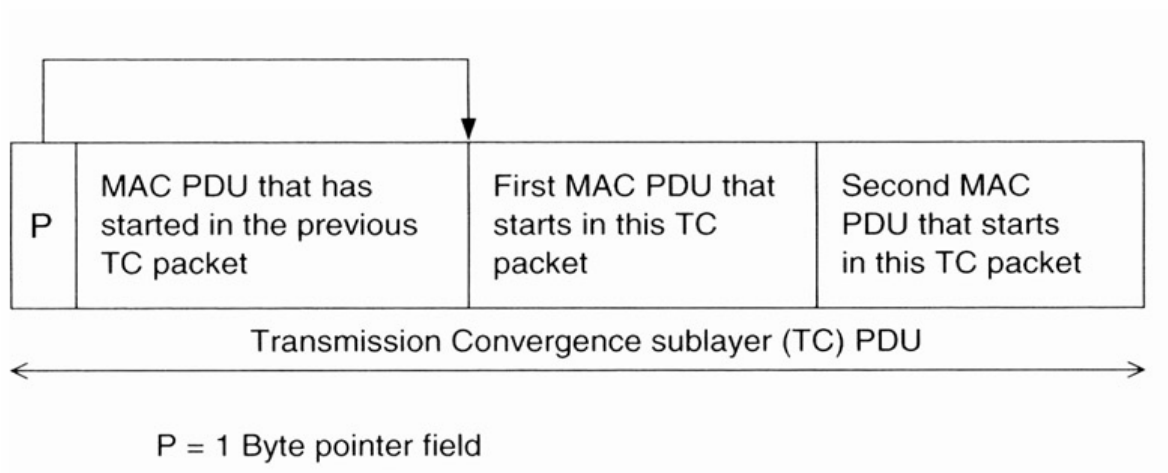 P
MAC PDU that has
started in the previous
TC packet
First MAC PDU that
starts in this TC
packet
Second MAC
PDU that starts
in this TC packet
Transmission Convergence sublayer (TC) PDU
P = 1 Byte pointer field